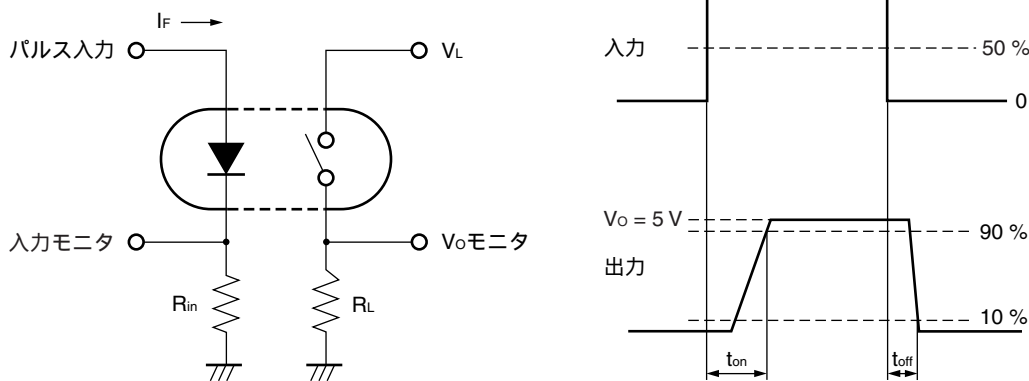 IF
パルス入力
VL
入力モニタ
VOモニタ
Rin
RL
入力
50 %
0
VO = 5 V
90 %
出力
10 %
ton
toff